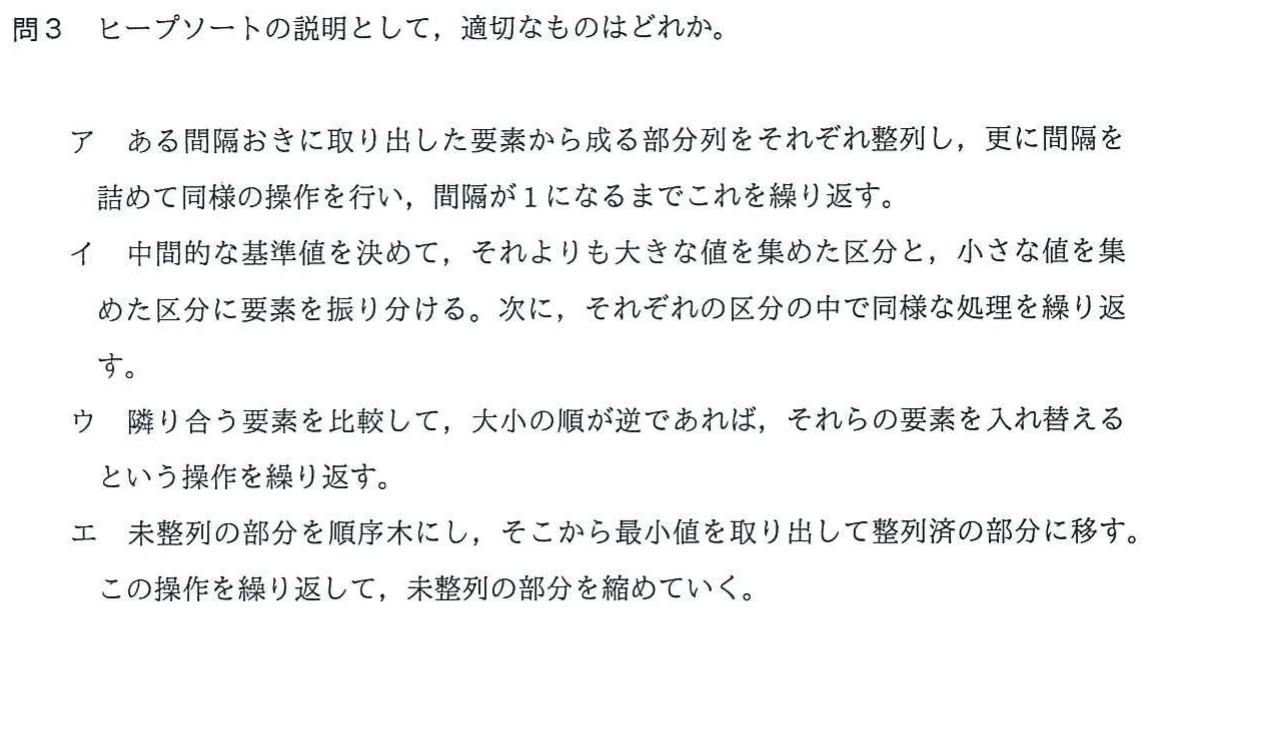 問3　ヒープソートの説明として，適切なものはどれか。
ア　ある間隔おきに取り出した要素から成る部分列をそれぞれ整列し，更に間隔を
詰めて同様の操作を行い，間隔が1になるまでこれを繰り返す。
イ　中間的な基準値を決めて，それよりも大きな値を集めた区分と，小さな値を集
めた区分に要素を振り分ける。次に，それぞれの区分の中で同様な処理を繰り返
す。
ウ　隣り合う要素を比較して，大小の順が逆であれば，それらの要素を入れ替える
という操作を繰り返す。
エ　未整列の部分を順序木にし，そこから最小値を取り出して整列済の部分に移す。
この操作を繰り返して，未整列の部分を縮めていく。